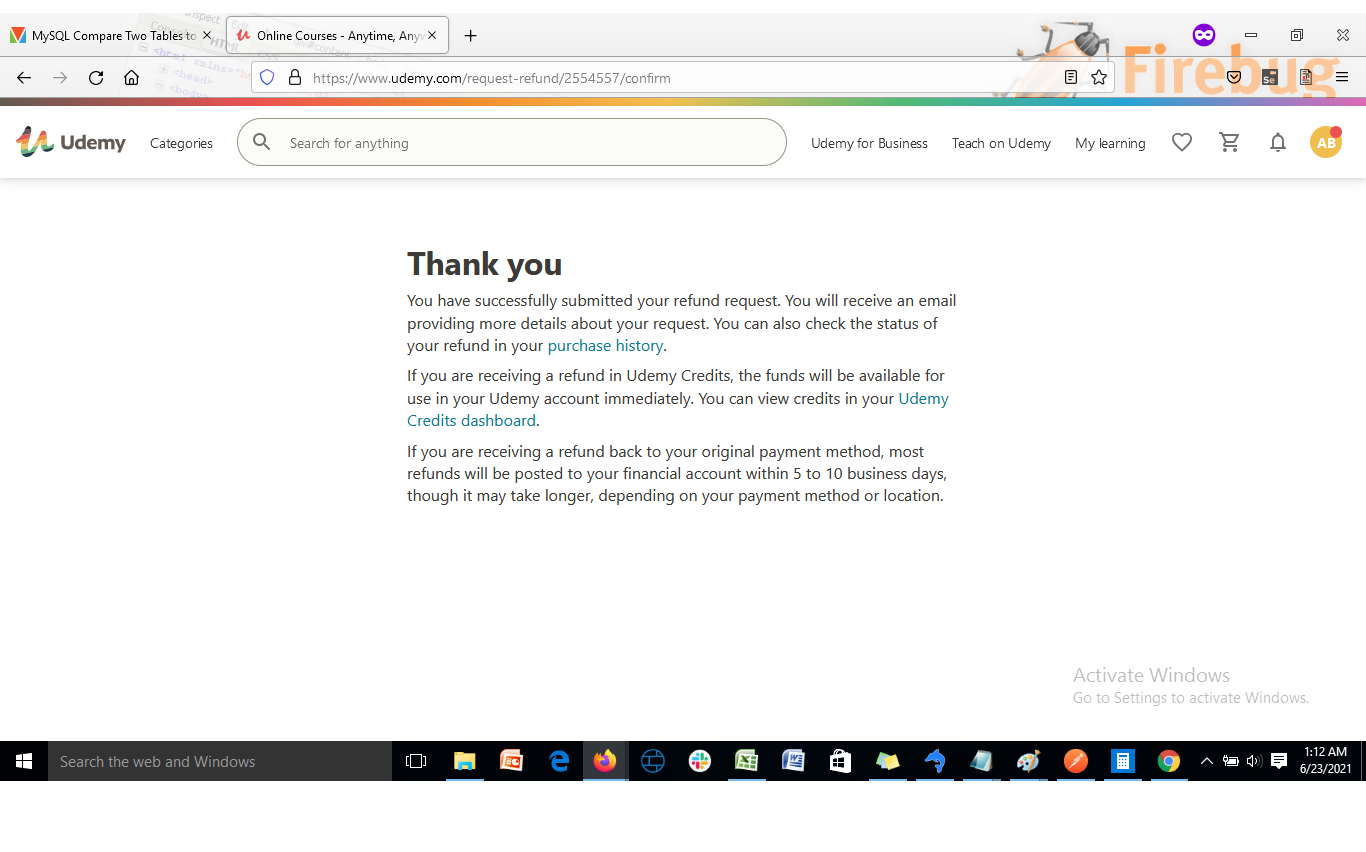 MySQL Compare Two Tables to
Online Courses - Anytime, Anyw
https://www.udemy.com/request-refund/2554557/confirm
Firebug
Udemy
Categories
Search for anything
Udemy for Business
Teach on Udemy
My learning
AB
Thank you
You have successfully submitted your refund request. You will receive an email
providing more details about your request. You can also check the status of
your refund in your purchase history.
If you are receiving a refund in Udemy Credits, the funds will be available for
use in your Udemy account immediately. You can view credits in your Udemy
Credits dashboard.
If you are receiving a refund back to your original payment method, most
refunds will be posted to your financial account within 5 to 10 business days,
though it may take longer, depending on your payment method or location.
Activate Windows
Go to Settings to activate Windows.
Search the web and Windows
1:12 AM
6/23/2021